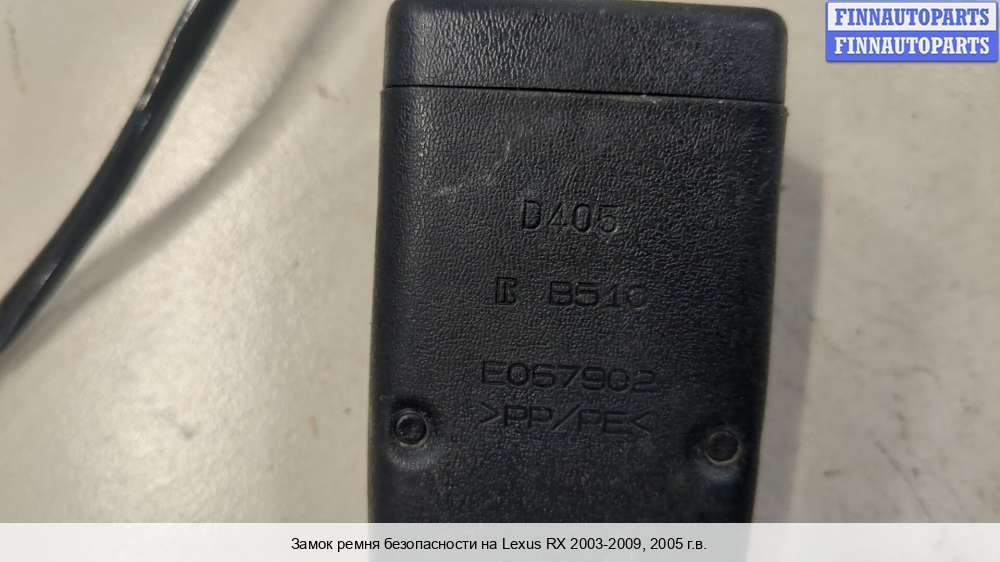 FINNAUTOPARTS
FINNAUTOPARTS
D405
B510
E067902
>PP/PE<
Замок ремня безопасности на Lexus RX 2003-2009, 2005 г.в.